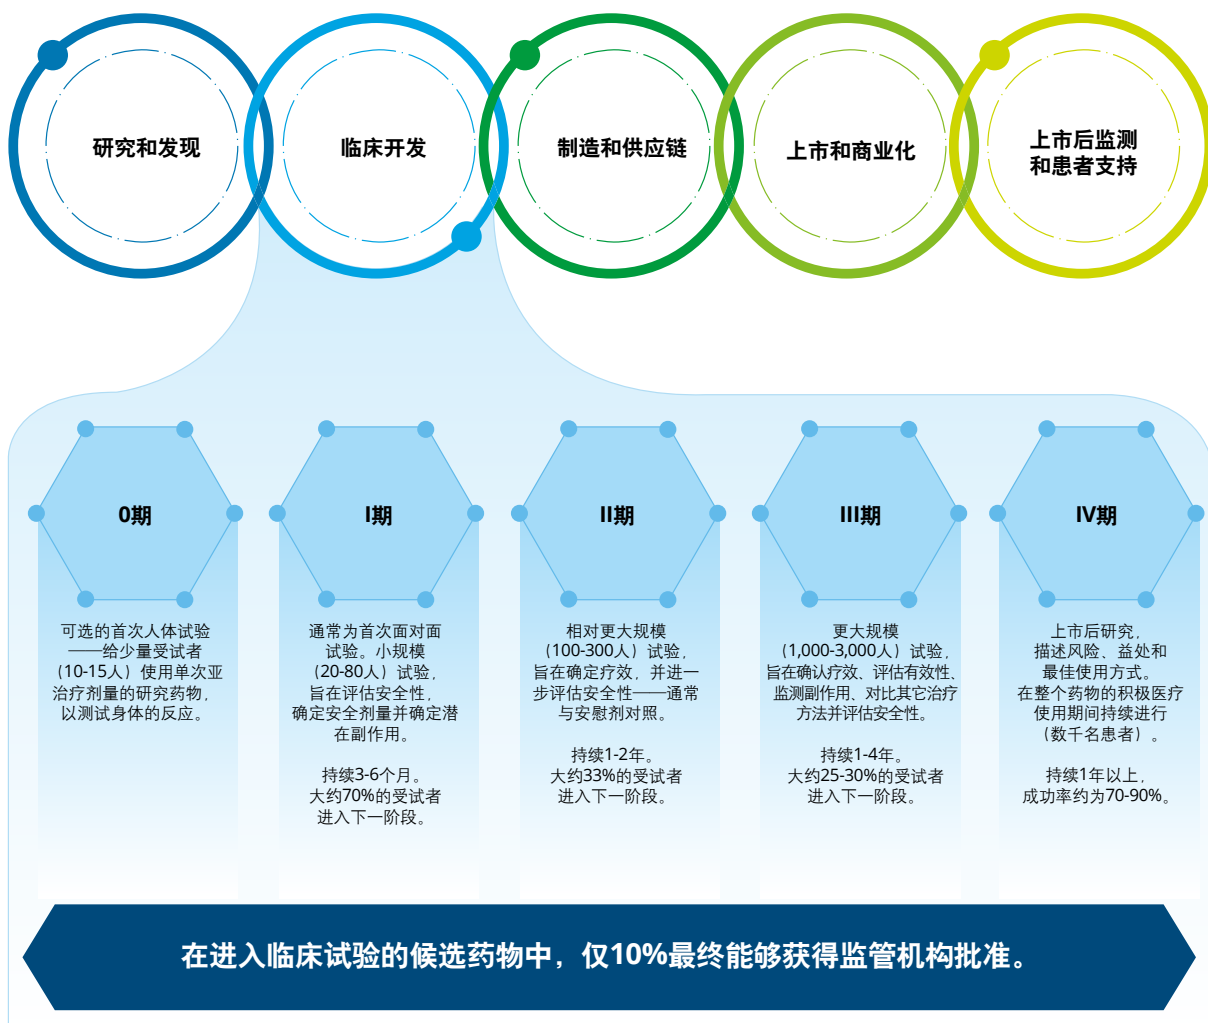 研究和发现
临床开发
制造和供应链
上市和商业化
上市后监测
和患者支持
0期
可选的首次人体试验
——给少量受试者
（10-15人）使用单次亚
治疗剂量的研究药物，
以测试身体的反应。
I期
通常为首次面对面
试验。小规模
（20-80人）试验，
旨在评估安全性，
确定安全剂量并确定潜
在副作用。
持续3-6个月。
大约70%的受试者
进入下一阶段。
II期
相对更大规模
（100-300人）试验，
旨在确定疗效，并进一
步评估安全性——通常
与安慰剂对照。
持续1-2年。
大约33%的受试者
进入下一阶段。
III期
更大规模
（1,000-3,000人）试验，
旨在确认疗效、评估有效性、
监测副作用、对比其它治疗
方法并评估安全性。
持续1-4年。
大约25-30%的受试者
进入下一阶段。
IV期
上市后研究，
描述风险、益处和
最佳使用方式。
在整个药物的积极医疗
使用期间持续进行
（数千名患者）。
持续1年以上，
成功率约为70-90%。
在进入临床试验的候选药物中，仅10%最终能够获得监管机构批准。